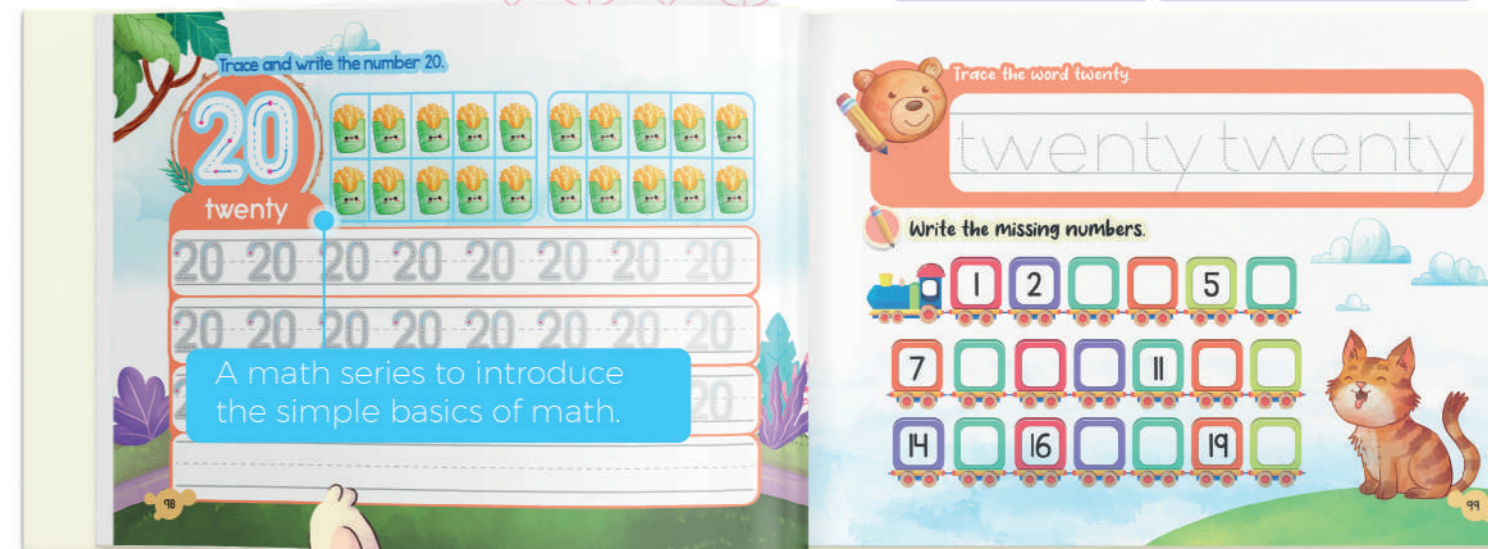 Trace and write the number 20.
20
twenty
20 20 20 20 20 20 20 20
20 20 20 20 20 20 20 20
20
A math series to introduce
the simple basics of math.
98
Trace the word twenty.
twenty twenty
Write the missing numbers.
1 2 5
7 11
14 16 19
99